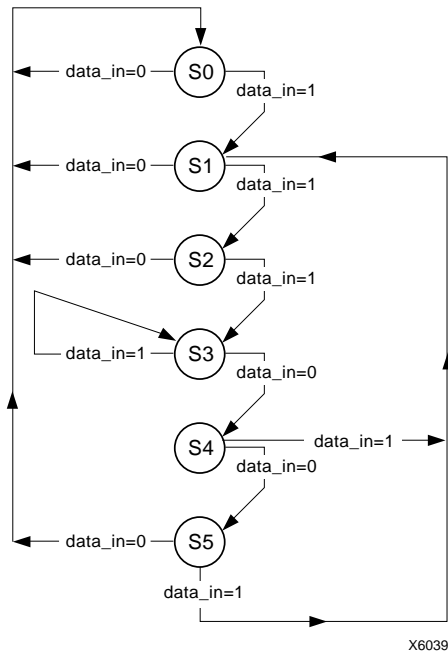 S0
data_in=0
data_in=1
S1
data_in=0
data_in=1
S2
data_in=0
data_in=1
S3
data_in=1
data_in=0
S4
data_in=1
data_in=0
S5
data_in=0
data_in=1
X6039